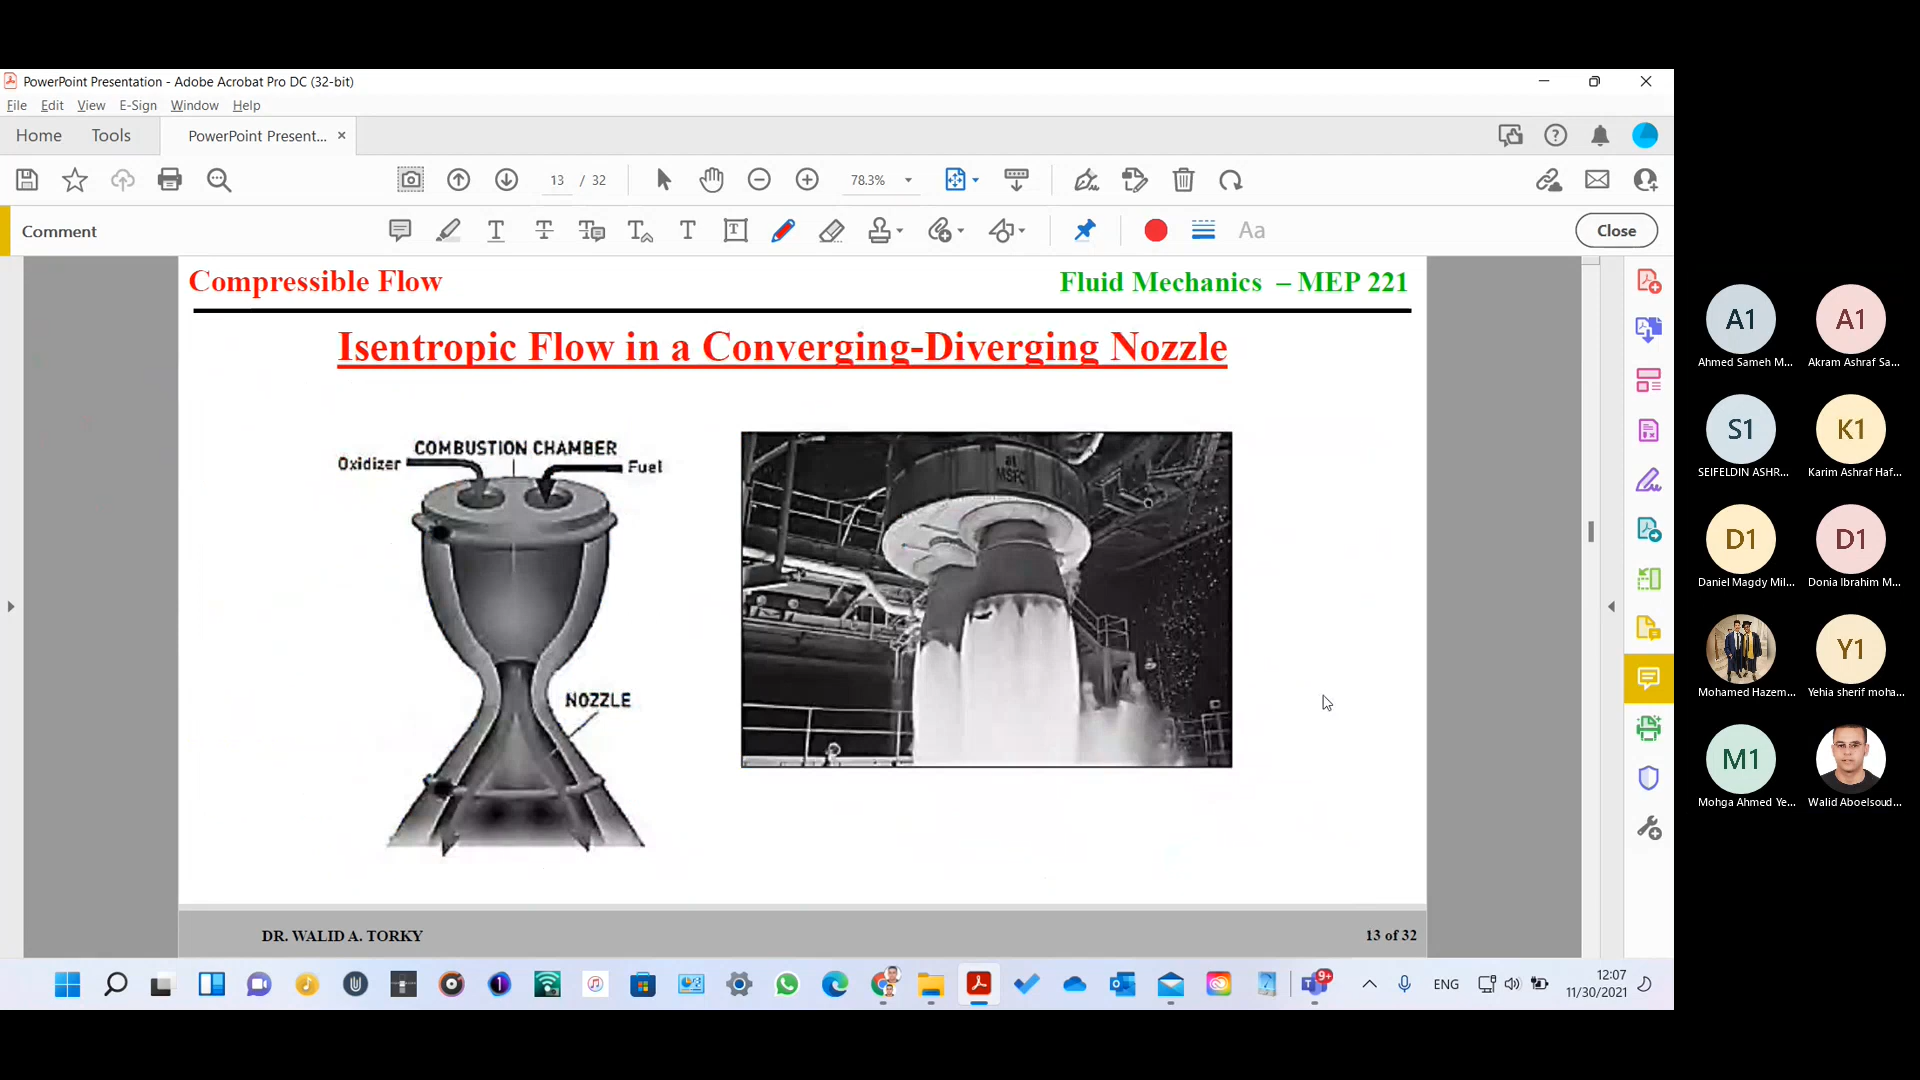 PowerPoint Presentation - Adobe Acrobat Pro DC (32-bit)
File Edit View E-Sign Window Help
Home Tools PowerPoint Present...
13 / 32 78.3%
Comment Close
Compressible Flow Fluid Mechanics – MEP 221
Isentropic Flow in a Converging-Diverging Nozzle
COMBUSTION CHAMBER
Oxidizer Fuel
NOZZLE
MSFC
DR. WALID A. TORKY 13 of 32
A1 A1
Ahmed Sameh M... Akram Ashraf Sa...
S1 K1
SEIFELDIN ASHR... Karim Ashraf Haf...
D1 D1
Daniel Magdy Mil... Donia Ibrahim M...
Y1
Mohamed Hazem... Yehia sherif moha...
M1
Mohga Ahmed Ye... Walid Aboelsoud...
9+
ENG
12:07
11/30/2021